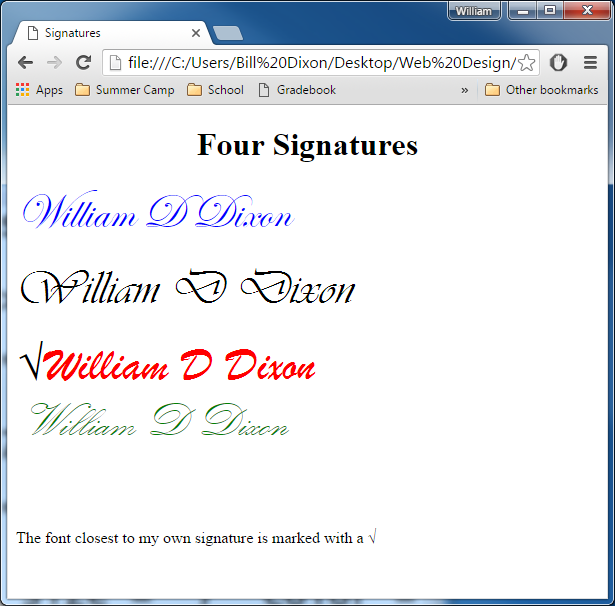 William
Signatures
file:///C:/Users/Bill%20Dixon/Desktop/Web%20Design/
Apps Summer Camp School Gradebook » Other bookmarks
Four Signatures
William D Dixon
William D Dixon
√William D Dixon
William D Dixon
The font closest to my own signature is marked with a √